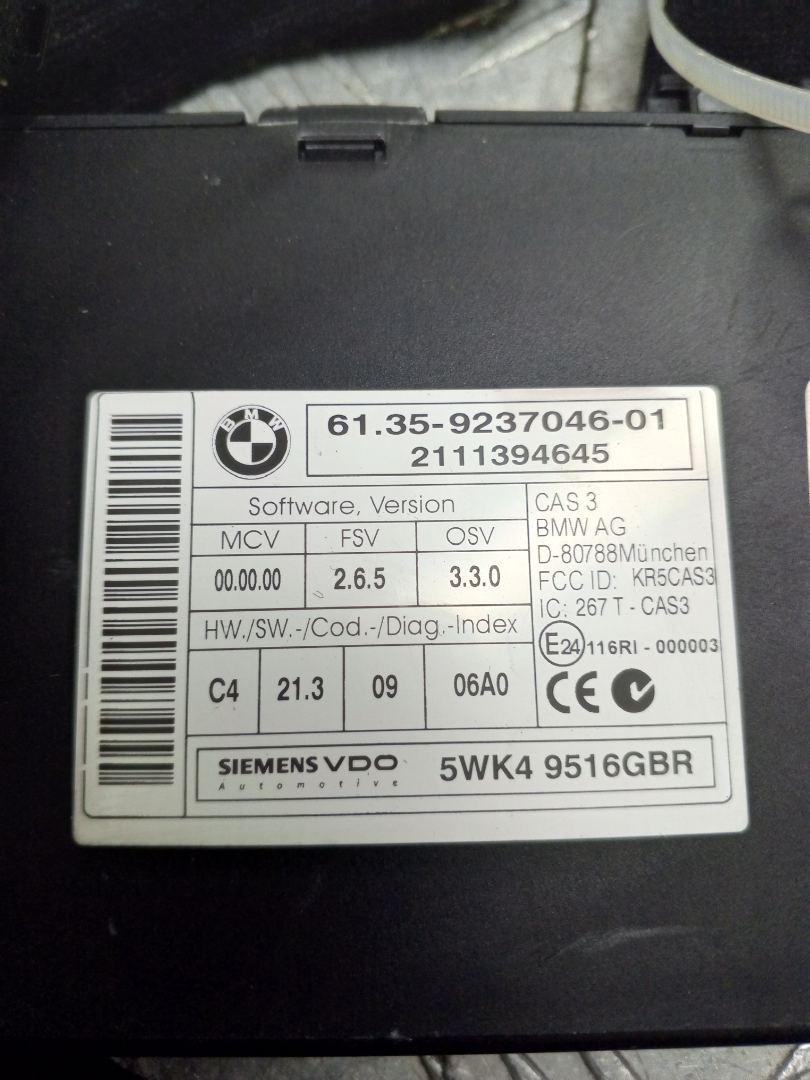 BMW
61.35-9237046-01
2111394645
Software, Version
MCV FSV OSV
00.00.00 2.6.5 3.3.0
HW./SW.-/Cod.-/Diag.-Index
C4 21.3 09 06A0
CAS 3
BMW AG
D-80788München
FCC ID: KR5CAS3
IC: 267 T - CAS3
E24 116RI - 000003
CE
SIEMENS VDO
Automotive
5WK4 9516GBR